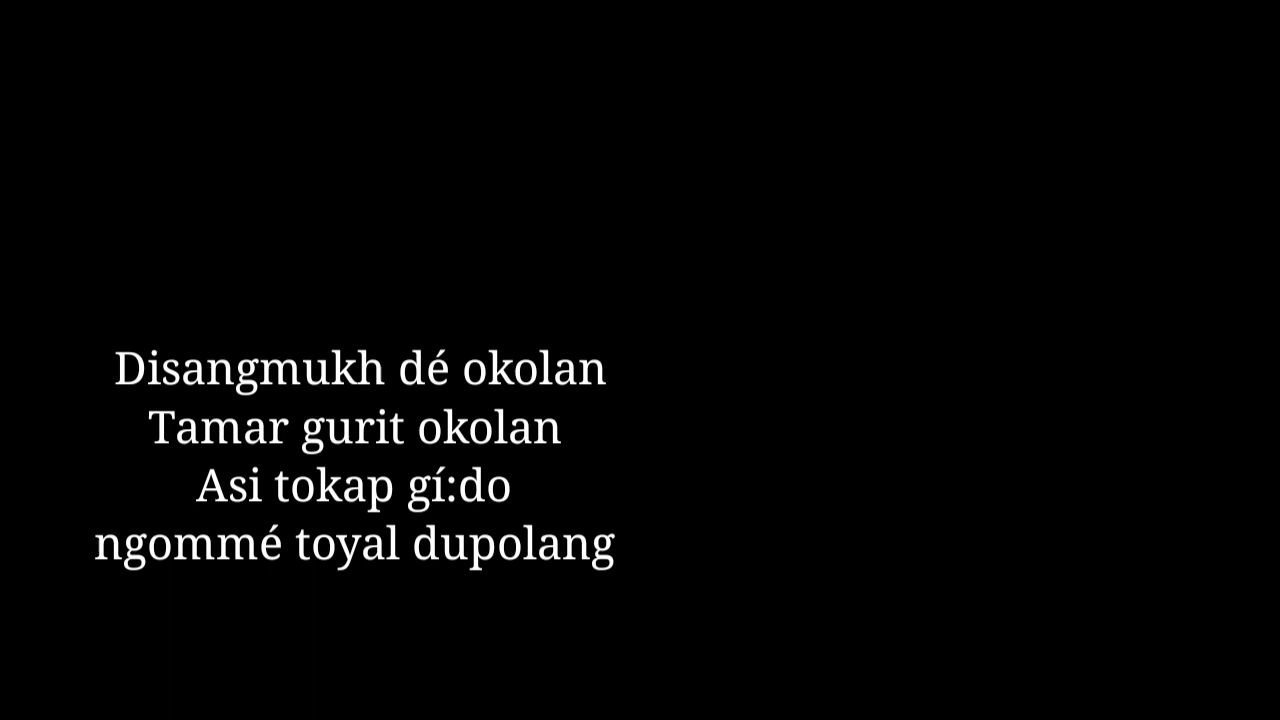 Disangmukh dé okolan
Tamar gurit okolan
Asi tokap gí:do
ngommé toyal dupolang